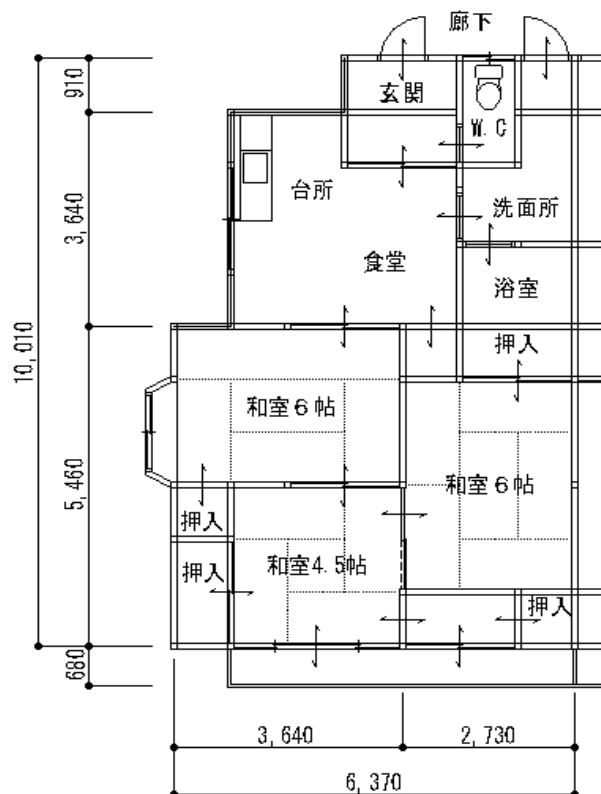 廊下
910
玄関
W.C
台所
3,640
洗面所
食堂
浴室
10,010
押入
和室6帖
5,460
和室6帖
押入
和室4.5帖
押入
押入
680
3,640
2,730
6,370